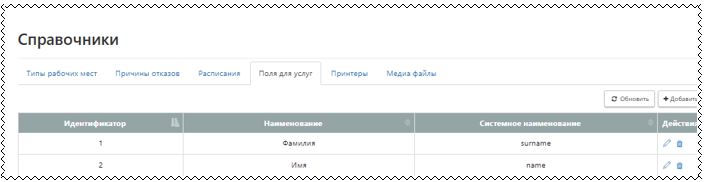 Справочники
Типы рабочих мест Причины отказов Расписания Поля для услуг Принтеры Медиа файлы
Обновить + Добавить
Идентификатор Наименование Системное наименование Действия
1 Фамилия surname
2 Имя name